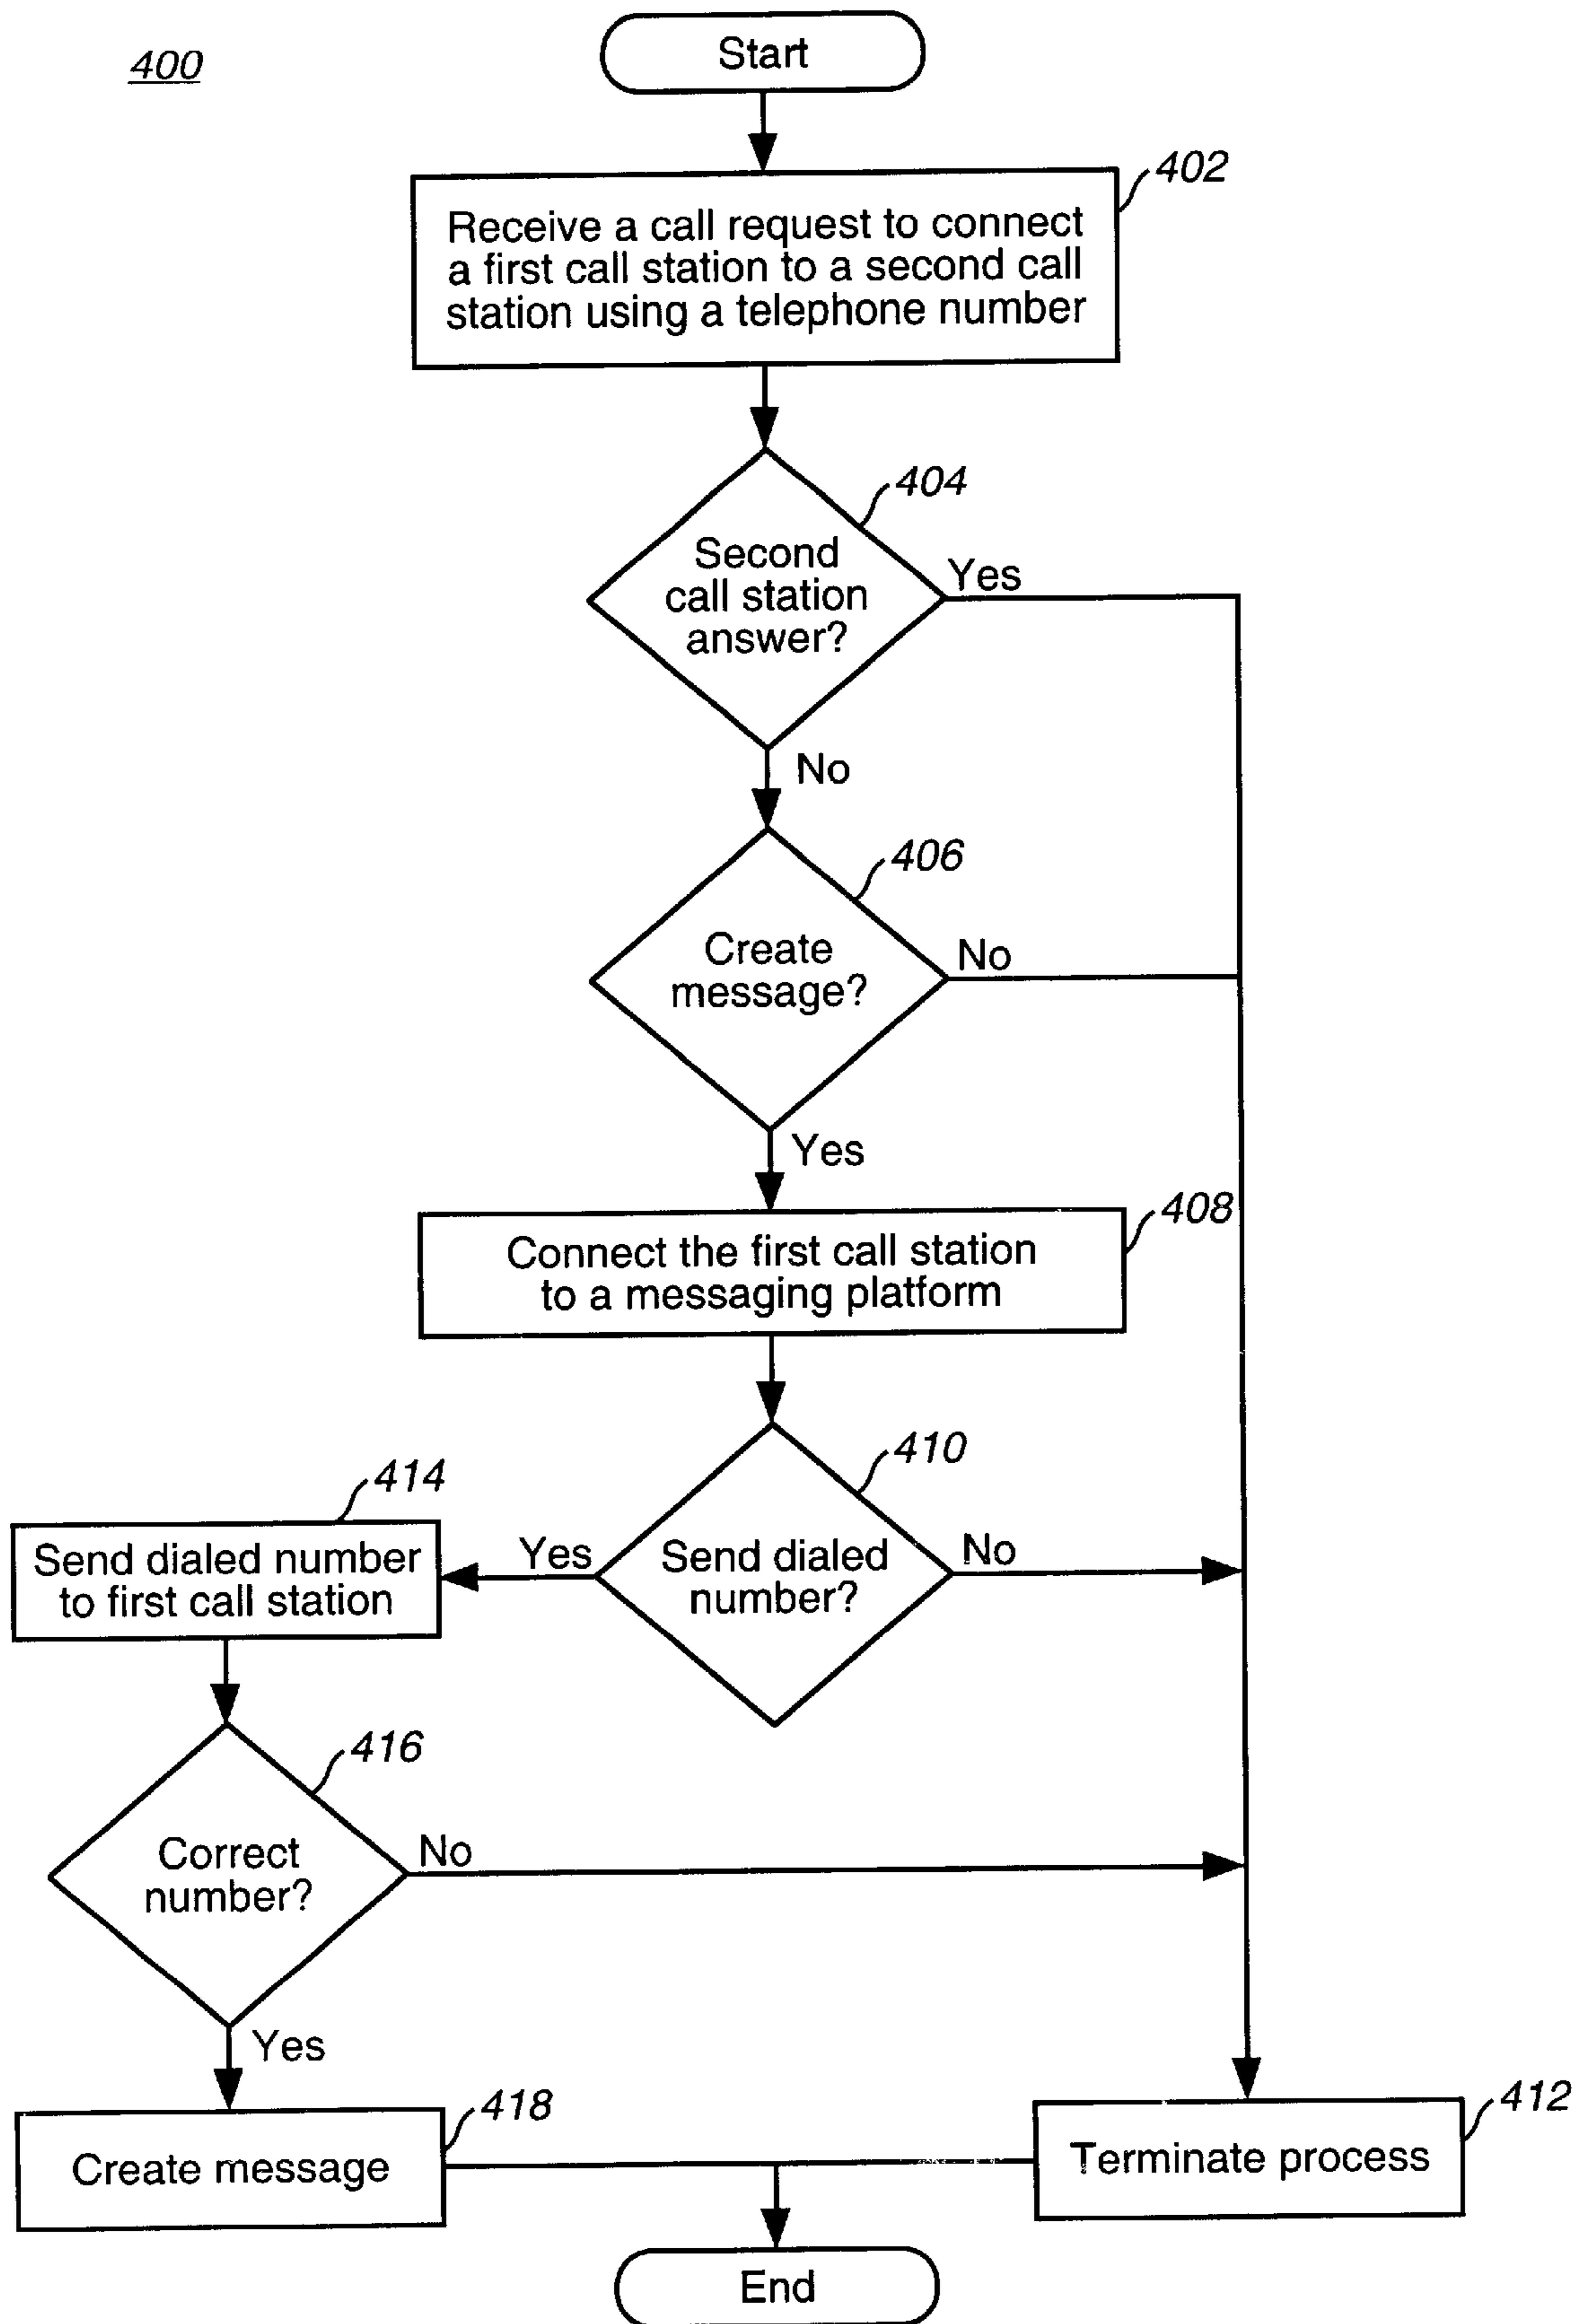 400
Start
402
Receive a call request to connect
a first call station to a second call
station using a telephone number
404
Second
call station
answer?
Yes
No
406
Create
message?
No
Yes
408
Connect the first call station
to a messaging platform
410
Send dialed
number?
Yes
No
414
Send dialed number
to first call station
416
Correct
number?
No
Yes
418
Create message
412
Terminate process
End